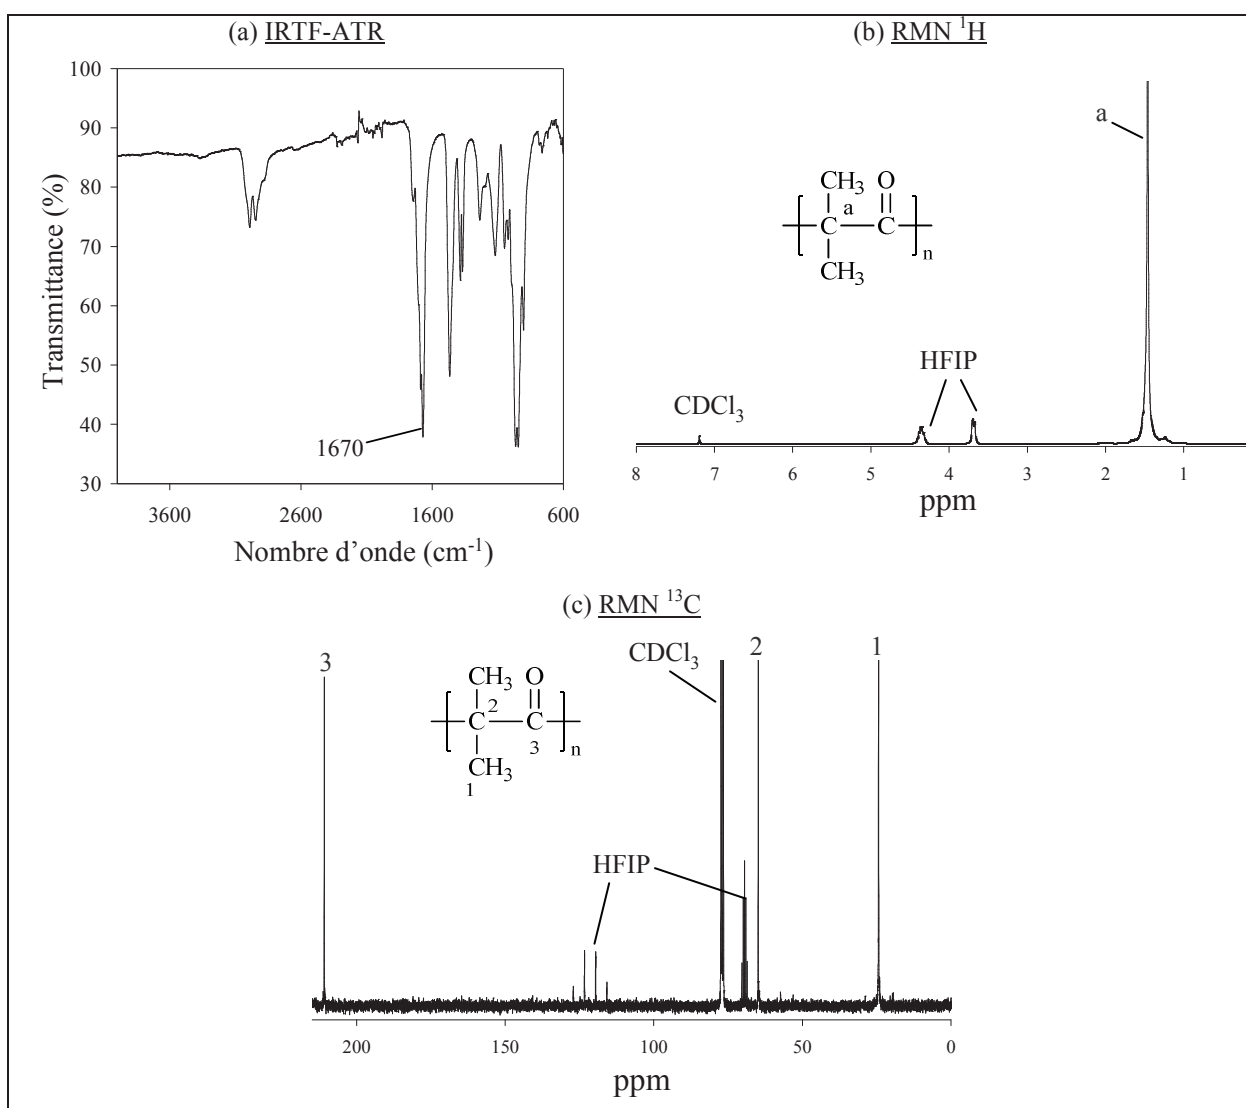 (a) IRTF-ATR
(b) RMN ¹H
100
90
80
70
60
50
40
30
Transmittance (%)
1670
3600 2600 1600 600
Nombre d’onde (cm⁻¹)
a
CH₃ O
a
C C
n
CH₃
HFIP
CDCl₃
8 7 6 5 4 3 2 1
ppm
(c) RMN ¹³C
3
CDCl₃
2
1
CH₃ O
2
C C
3 n
CH₃
1
HFIP
200 150 100 50 0
ppm